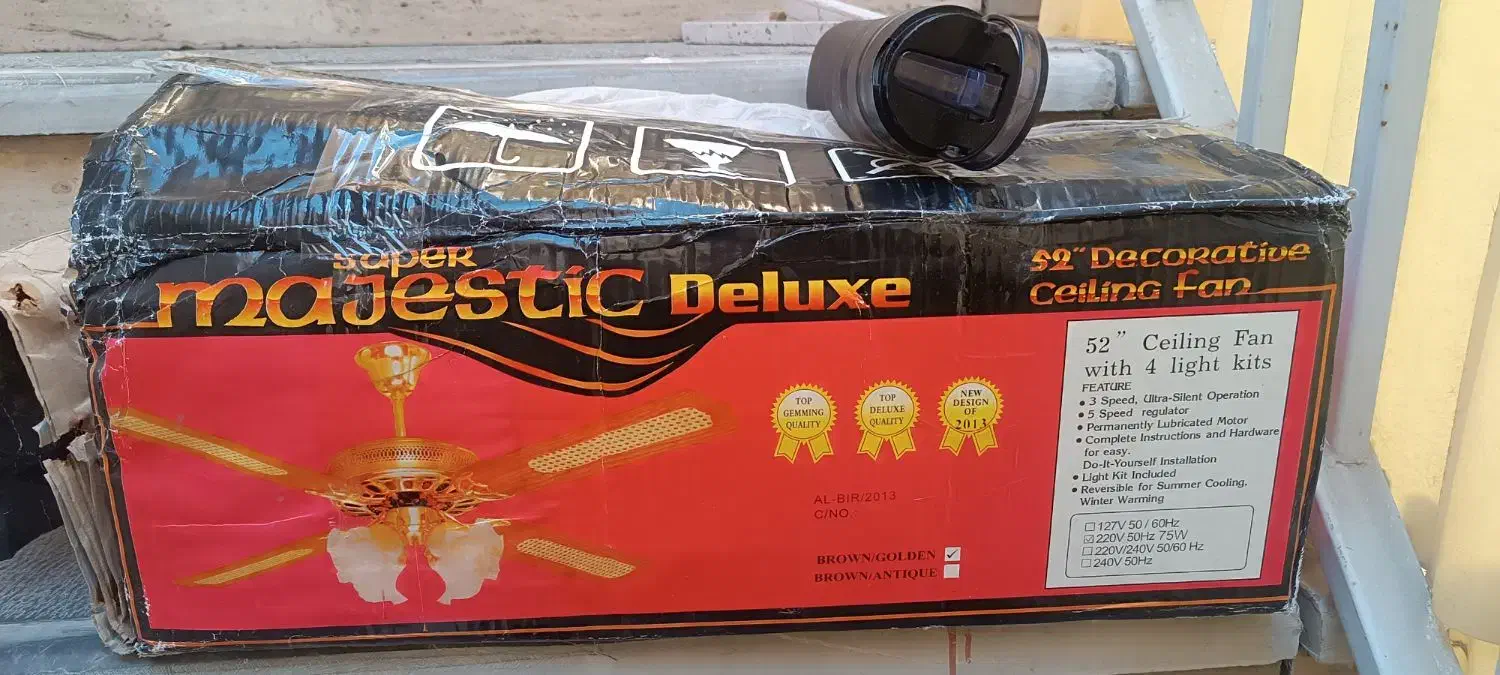 Super
majestic Deluxe
52" Decorative
Ceiling Fan
52" Ceiling Fan
with 4 light kits
FEATURE
• 3 Speed, Ultra-Silent Operation
• 5 Speed regulator
• Permanently Lubricated Motor
• Complete Instructions and Hardware
for easy.
Do-It-Yourself Installation
• Light Kit Included
• Reversible for Summer Cooling,
Winter Warming
☐ 127V 50 / 60Hz
☑ 220V 50Hz 75W
☐ 220V/240V 50/60 Hz
☐ 240V 50Hz
TOP
GEMMING
QUALITY
TOP
DELUXE
QUALITY
NEW
DESIGN
OF
2013
AL-BIR/2013
C/NO.:
BROWN/GOLDEN ☑
BROWN/ANTIQUE ☐